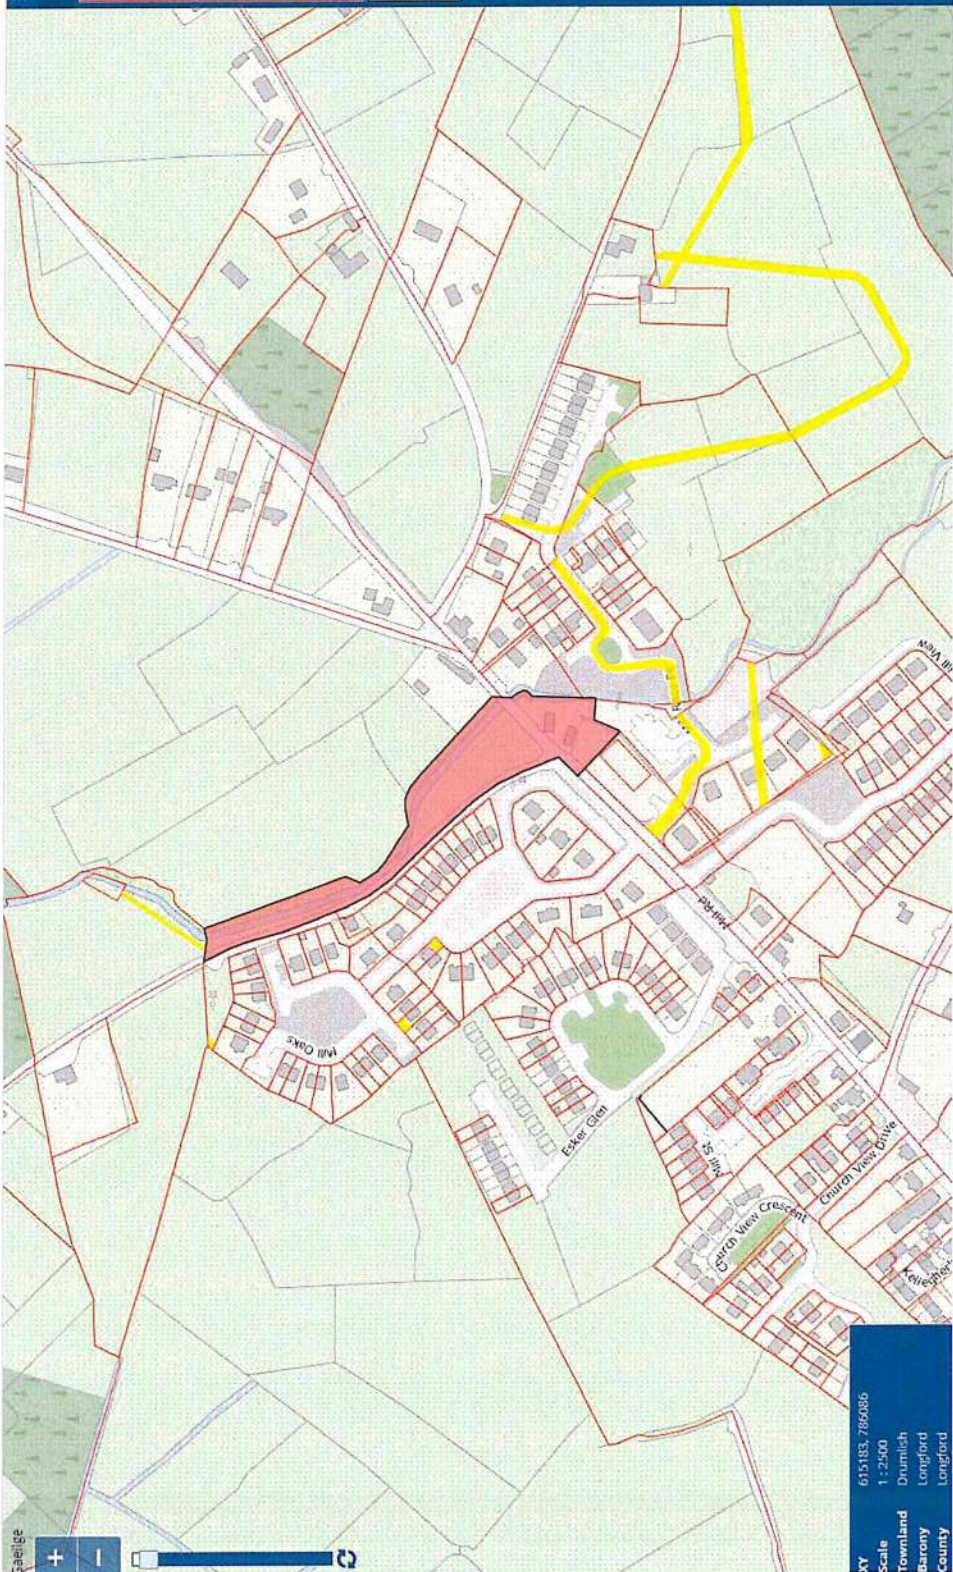 Gaeilge
+
−
Mill View
Mill Rd
Mill Oaks
Esker Glen
Mill St
Church View Drive
Church View Crescent
XY 615183, 786086
Scale 1 : 2500
Townland Drumlish
Barony Longford
County Longford